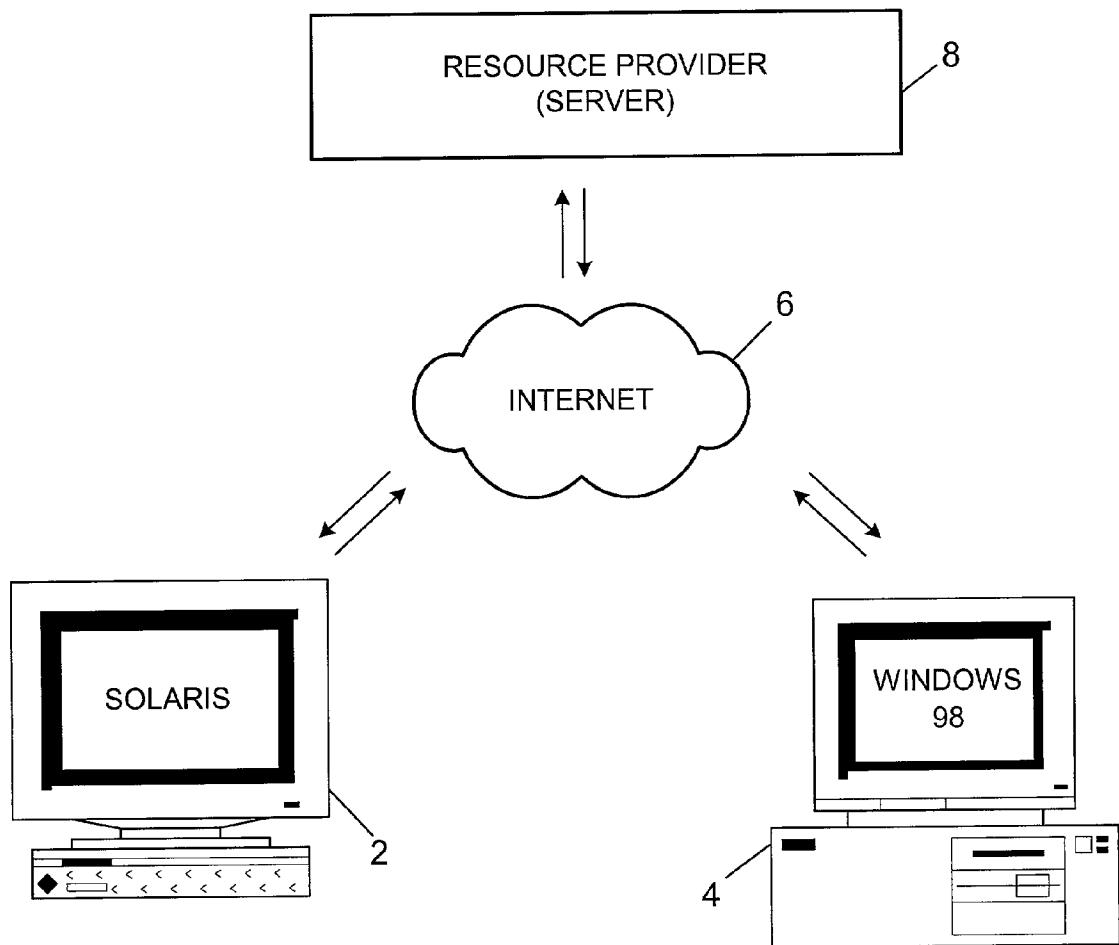 RESOURCE PROVIDER
(SERVER)
8
6
INTERNET
SOLARIS
WINDOWS
98
2
4